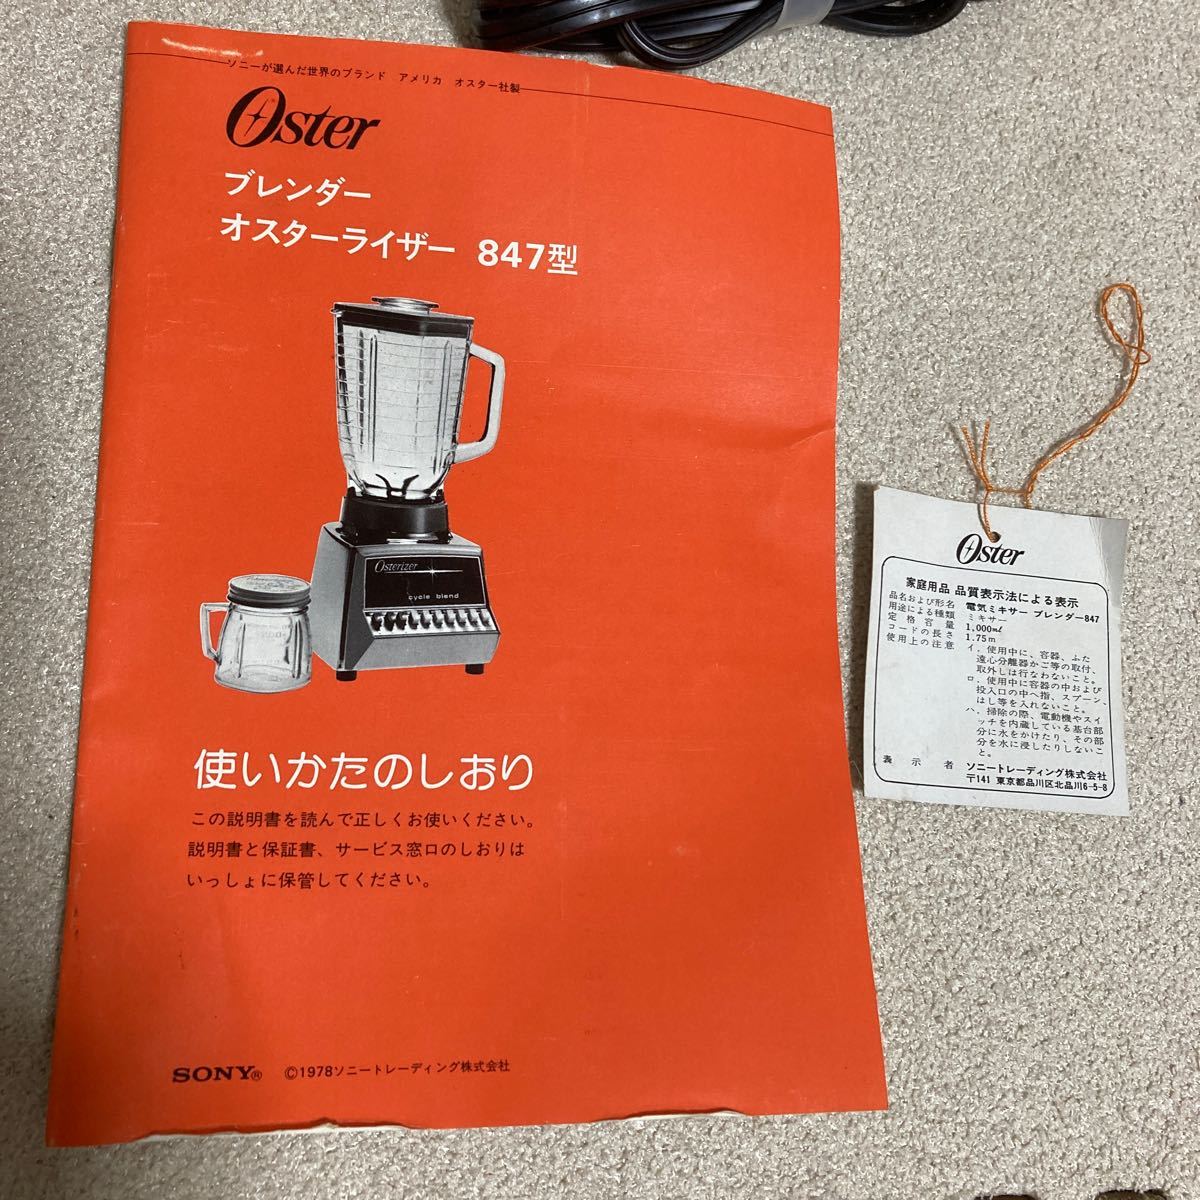 ソニーが選んだ世界のブランド　アメリカ　オスター社製
Oster
ブレンダー
オスターライザー 847型
Osterizer
cycle blend
使いかたのしおり
この説明書を読んで正しくお使いください。
説明書と保証書、サービス窓口のしおりは
いっしょに保管してください。
SONY® ©1978ソニートレーディング株式会社
Oster
家庭用品 品質表示法による表示
品名および形名 電気ミキサー ブレンダー847
用途による種類 ミキサー
定格容量 1,000ml
コードの長さ 1.75m
使用上の注意 イ. 使用中に、容器、ふた
遠心分離器かご等の取付、
取外しは行なわないこと。
ロ. 使用中に容器の中および
投入口の中へ指、スプーン、
はし等を入れないこと。
ハ. 掃除の際、電動機やスイ
ッチを内蔵している基台部
分に水をかけたり、その部
分を水に浸したりしないこ
と。
表示者 ソニートレーディング株式会社
〒141 東京都品川区北品川6-5-8